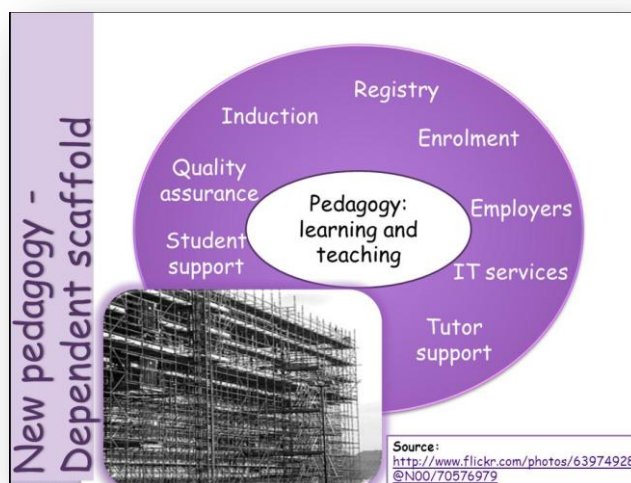 New pedagogy -
Dependent scaffold
Registry
Induction
Enrolment
Quality
assurance
Pedagogy:
learning and
teaching
Employers
Student
support
IT services
Tutor
support
Source:
http://www.flickr.com/photos/63974928
@N00/70576979